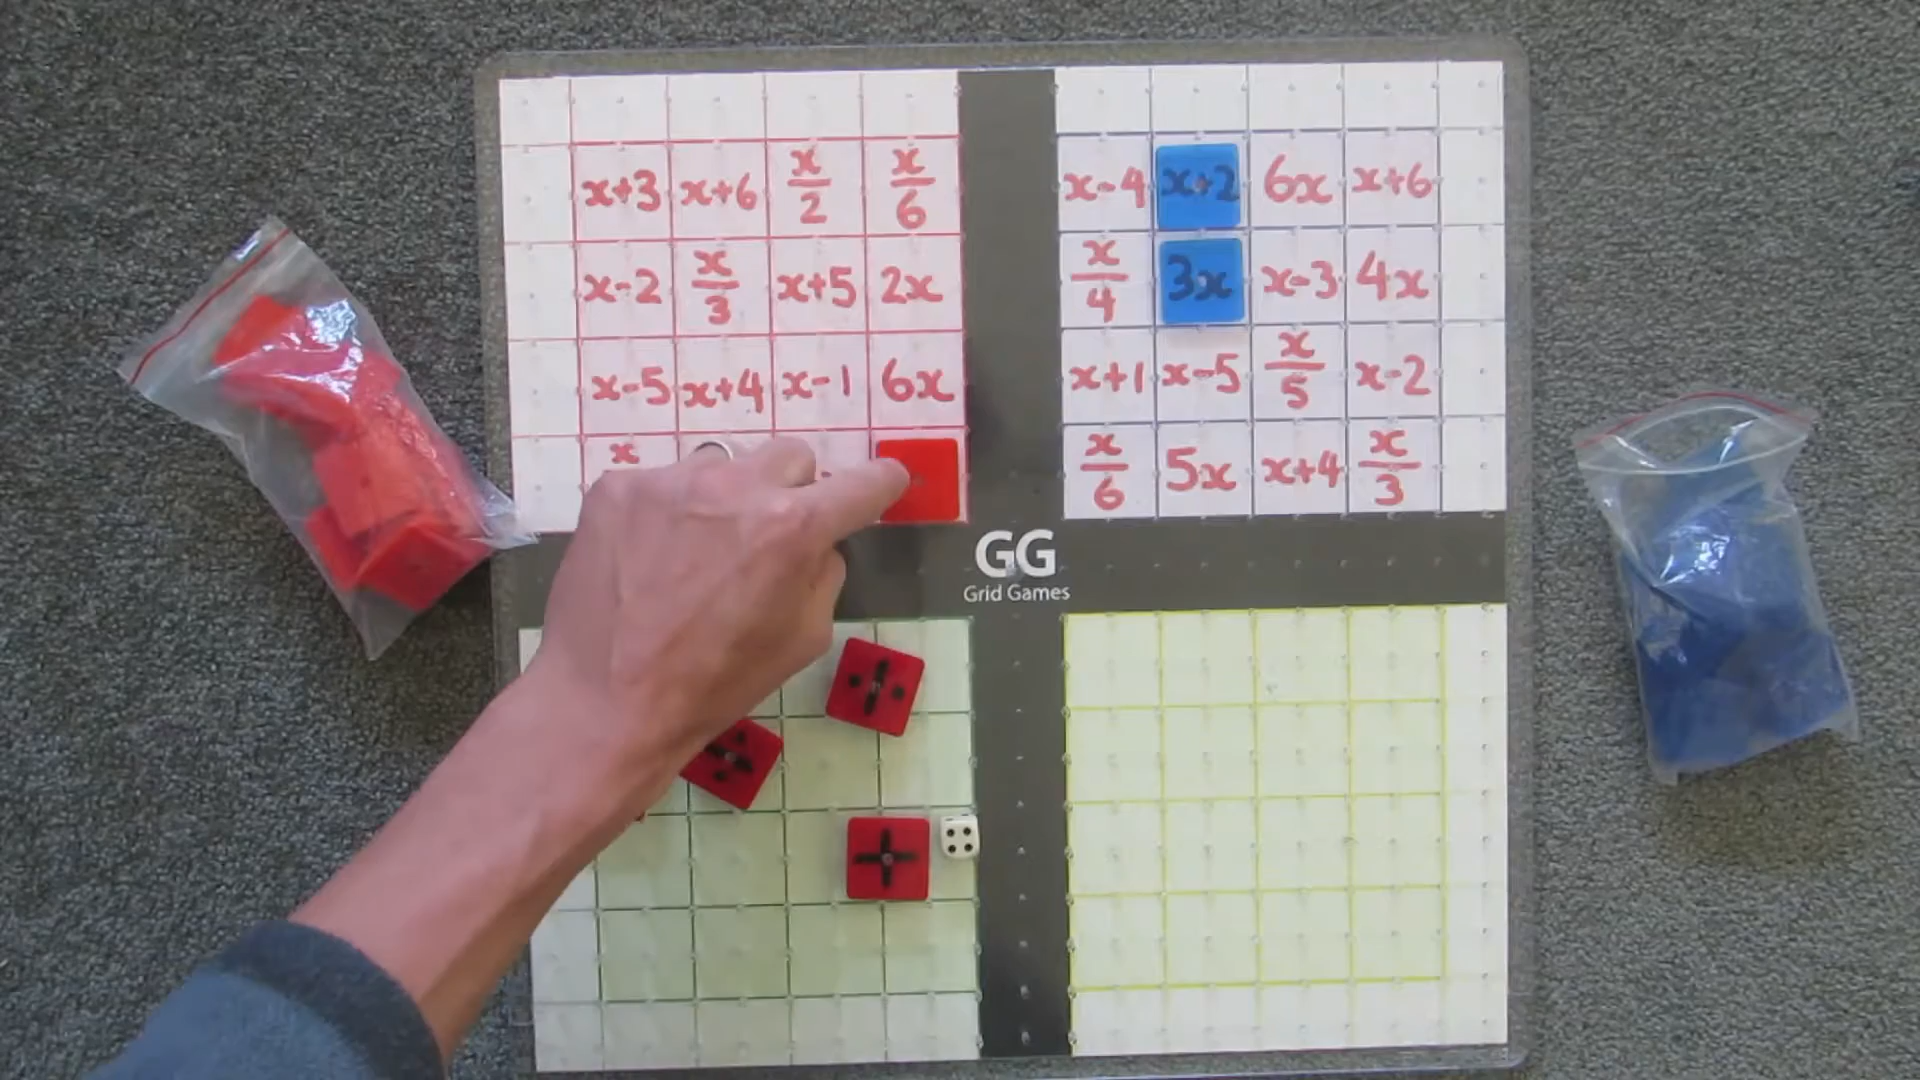 x+3 x+6 x/2 x/6
x-2 x/3 x+5 2x
x-5 x+4 x-1 6x
x
x-4 x+2 6x x+6
x/4 3x x-3 4x
x+1 x-5 x/5 x-2
x/6 5x x+4 x/3
GG
Grid Games
÷
÷
+